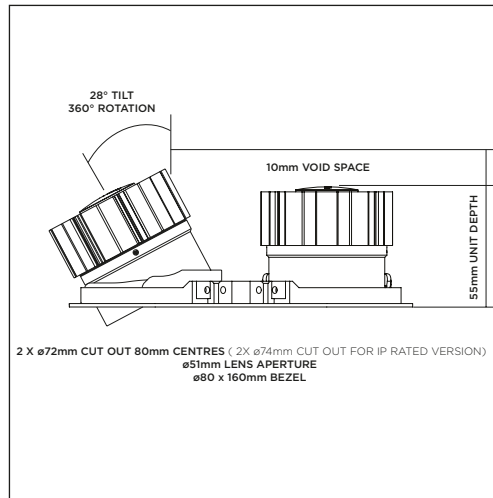 28° TILT
360° ROTATION
10mm VOID SPACE
55mm UNIT DEPTH
2 X ø72mm CUT OUT 80mm CENTRES ( 2X ø74mm CUT OUT FOR IP RATED VERSION)
ø51mm LENS APERTURE
ø80 x 160mm BEZEL